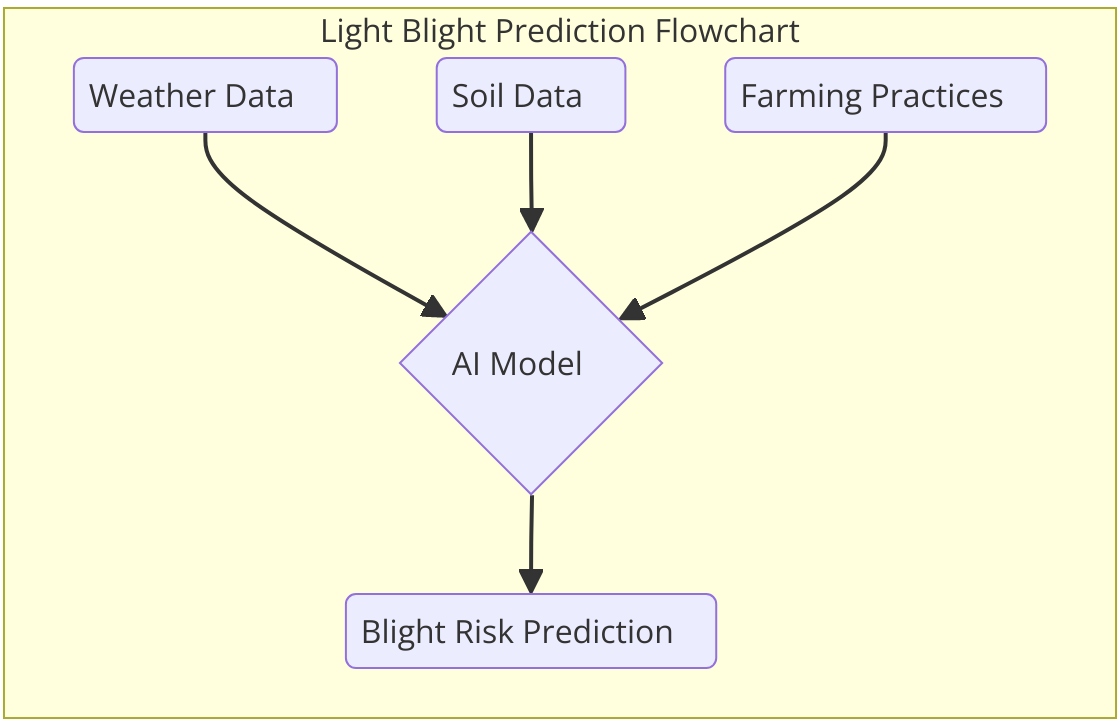 Light Blight Prediction Flowchart
Weather Data
Soil Data
Farming Practices
AI Model
Blight Risk Prediction